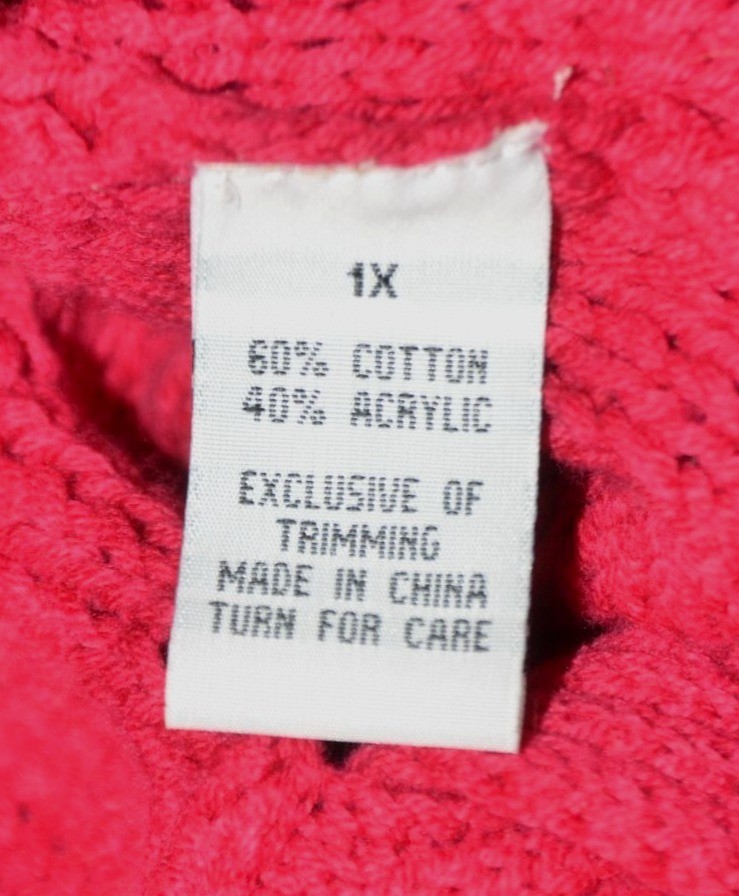 1X
60% COTTON
40% ACRYLIC
EXCLUSIVE OF
TRIMMING
MADE IN CHINA
TURN FOR CARE